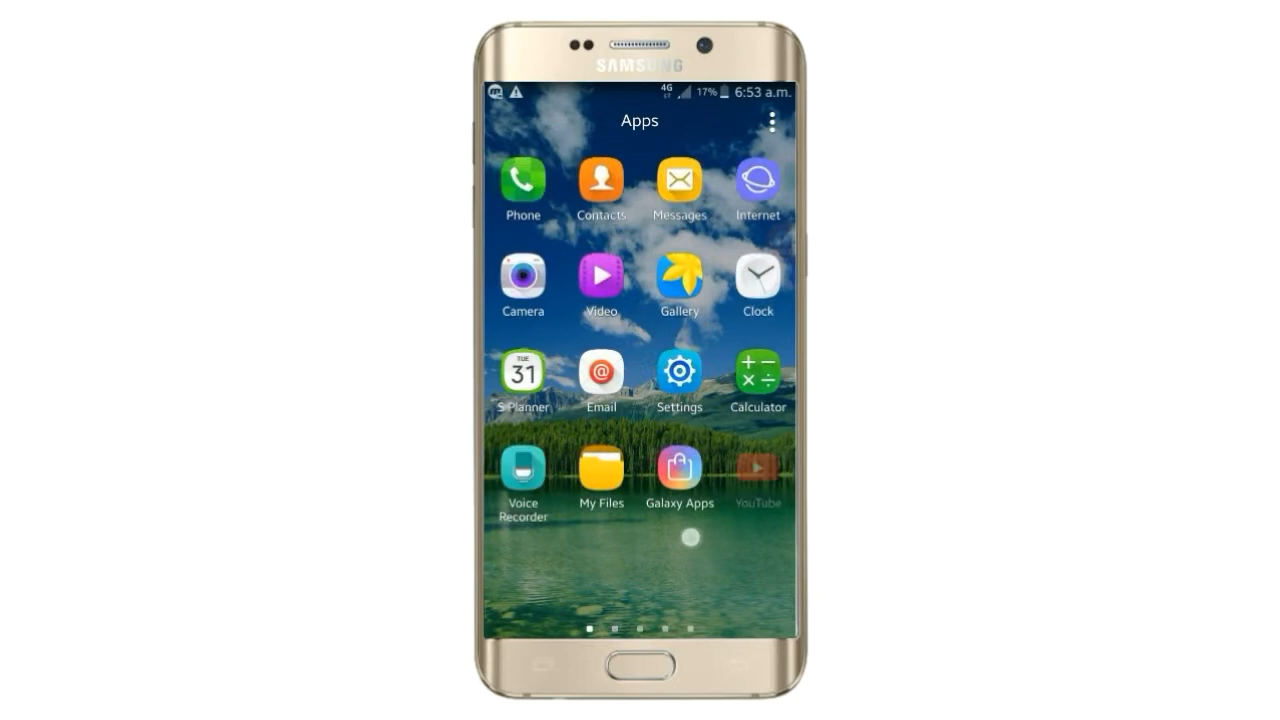 SAMSUNG
4G 17% 6:53 a.m.
Apps
Phone Contacts Messages Internet
Camera Video Gallery Clock
TUE
31
S Planner Email Settings Calculator
Voice Recorder My Files Galaxy Apps YouTube